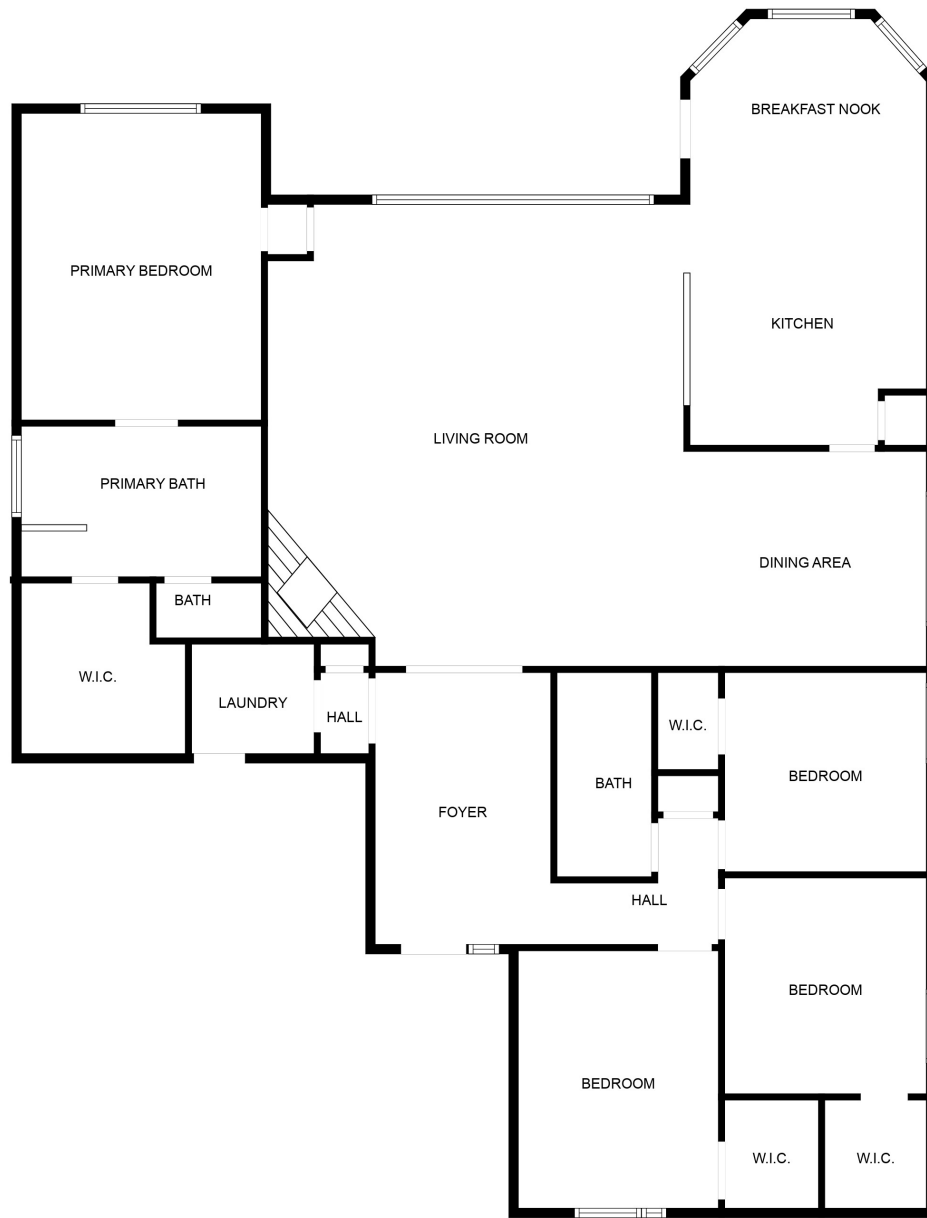 BREAKFAST NOOK
PRIMARY BEDROOM
KITCHEN
LIVING ROOM
PRIMARY BATH
DINING AREA
BATH
W.I.C.
LAUNDRY
HALL
W.I.C.
BEDROOM
BATH
FOYER
HALL
BEDROOM
BEDROOM
W.I.C.
W.I.C.